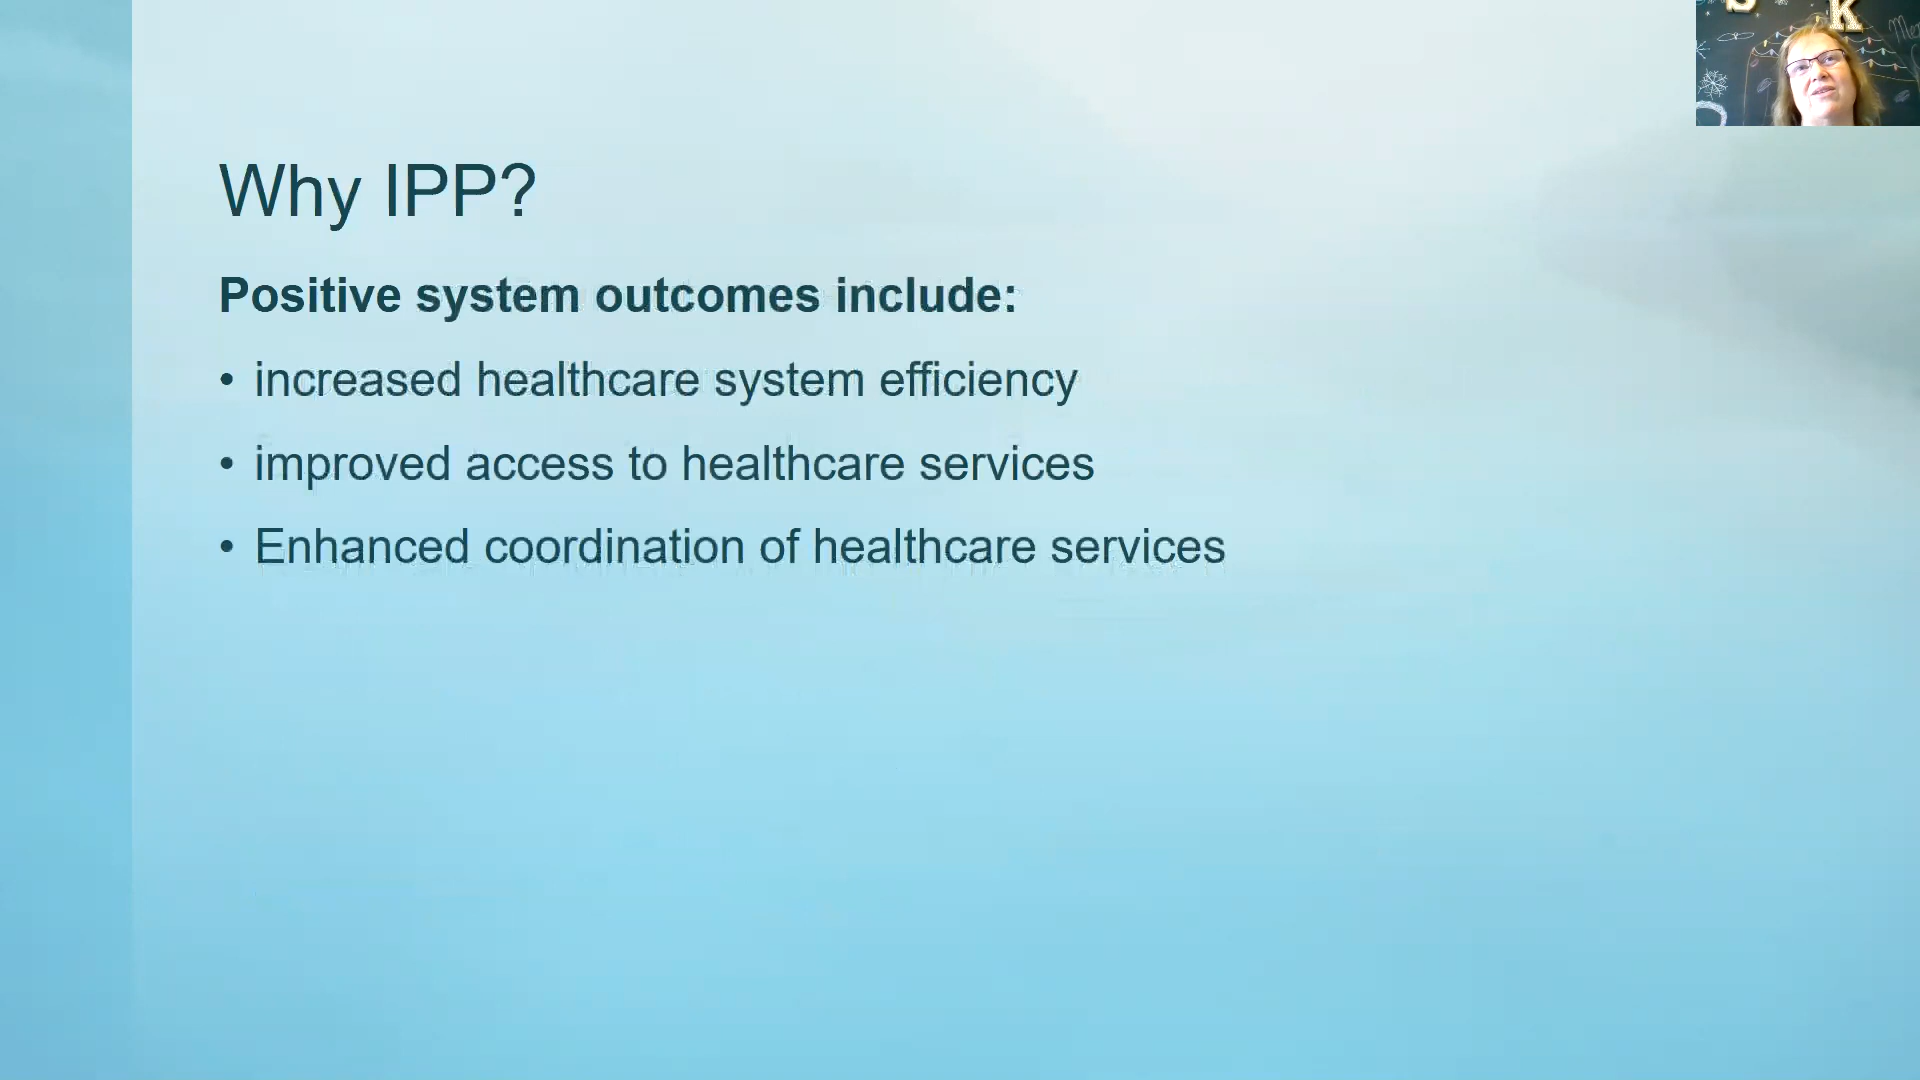 S K
Why IPP?
Positive system outcomes include:
• increased healthcare system efficiency
• improved access to healthcare services
• Enhanced coordination of healthcare services